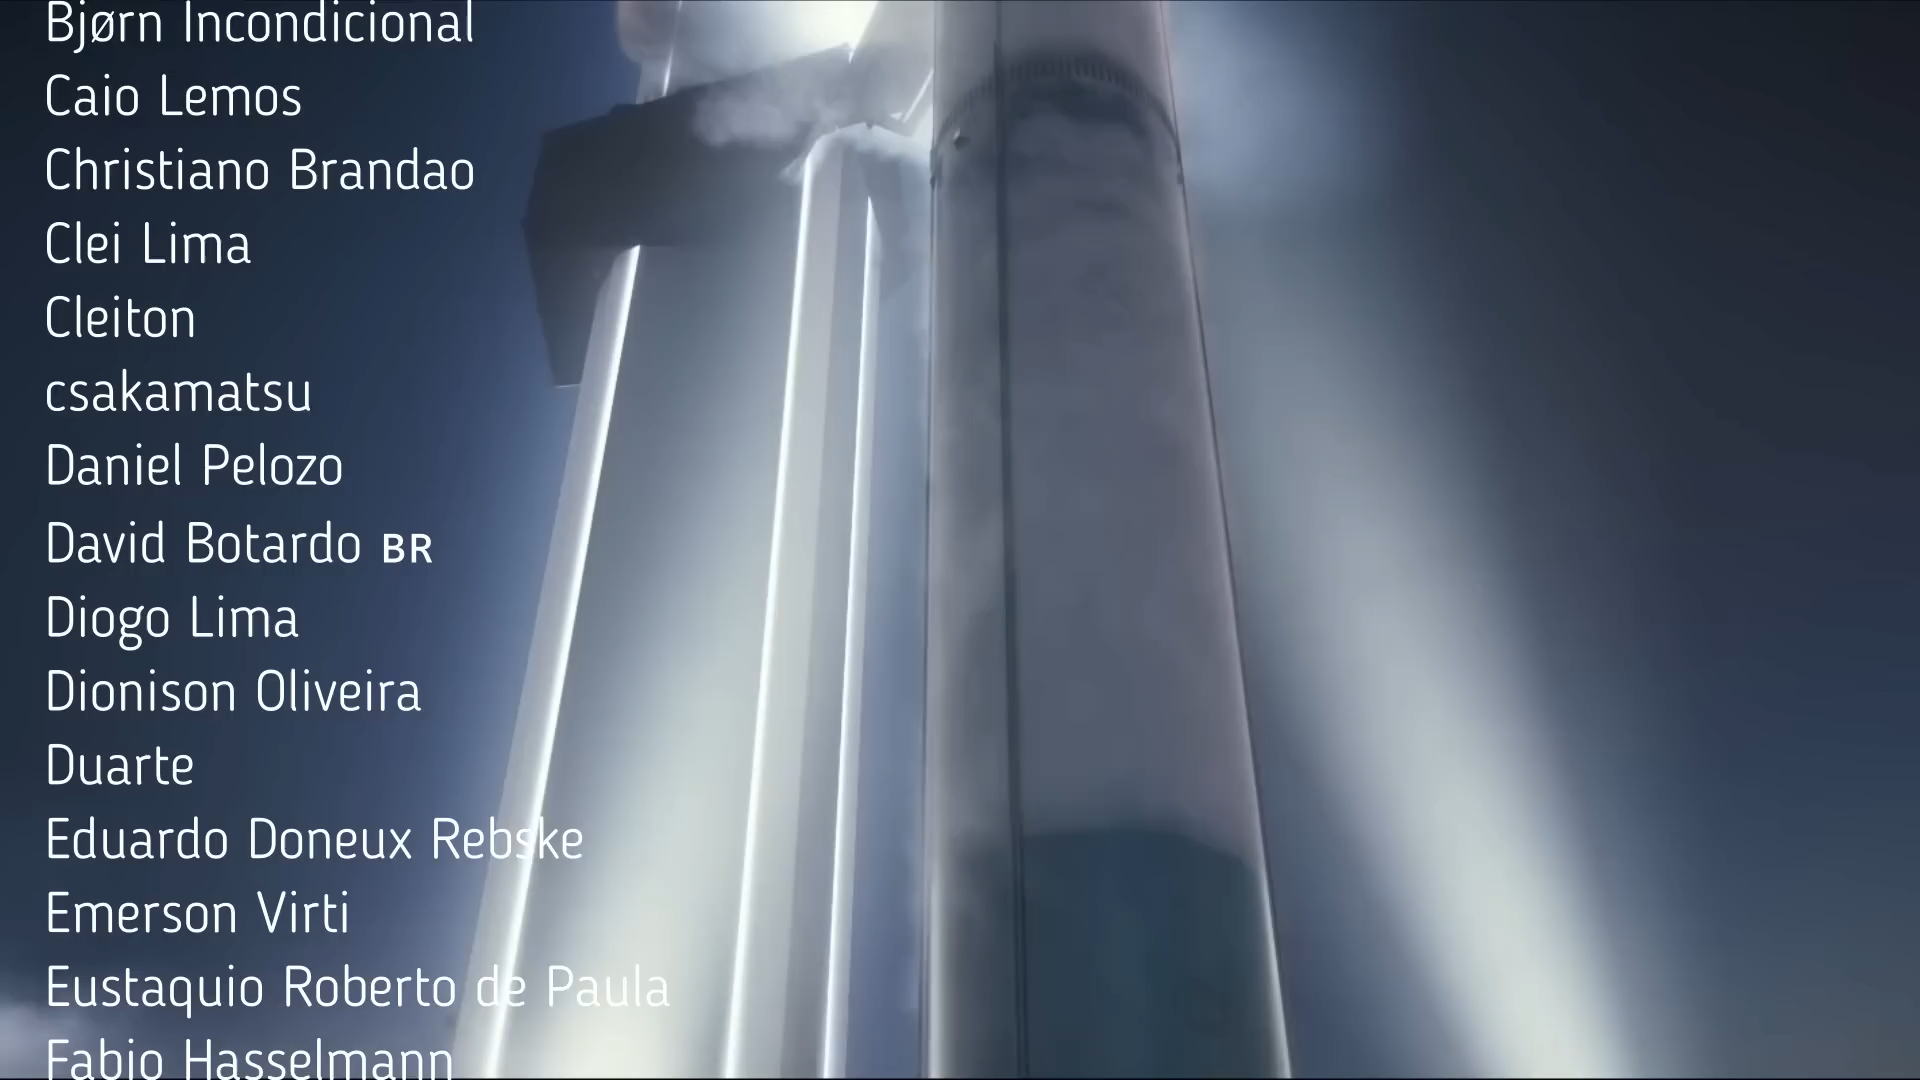 Bjørn Incondicional
Caio Lemos
Christiano Brandao
Clei Lima
Cleiton
csakamatsu
Daniel Pelozo
David Botardo BR
Diogo Lima
Dionison Oliveira
Duarte
Eduardo Doneux Rebske
Emerson Virti
Eustaquio Roberto de Paula
Fabio Hasselmann